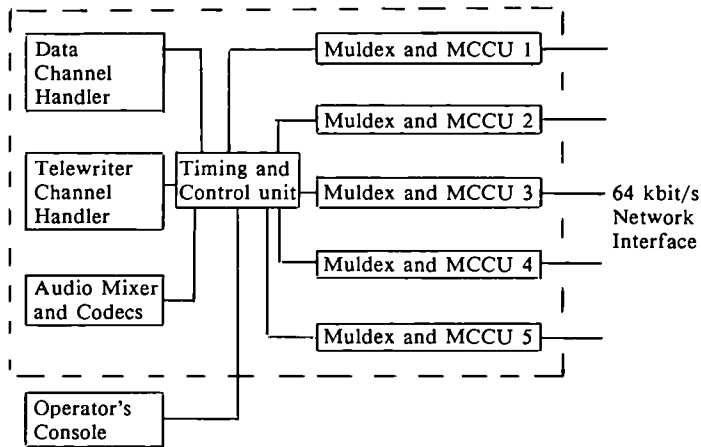 Data
Channel
Handler
Telewriter
Channel
Handler
Audio Mixer
and Codecs
Operator's
Console
Timing and
Control unit
Muldex and MCCU 1
Muldex and MCCU 2
Muldex and MCCU 3
Muldex and MCCU 4
Muldex and MCCU 5
64 kbit/s
Network
Interface